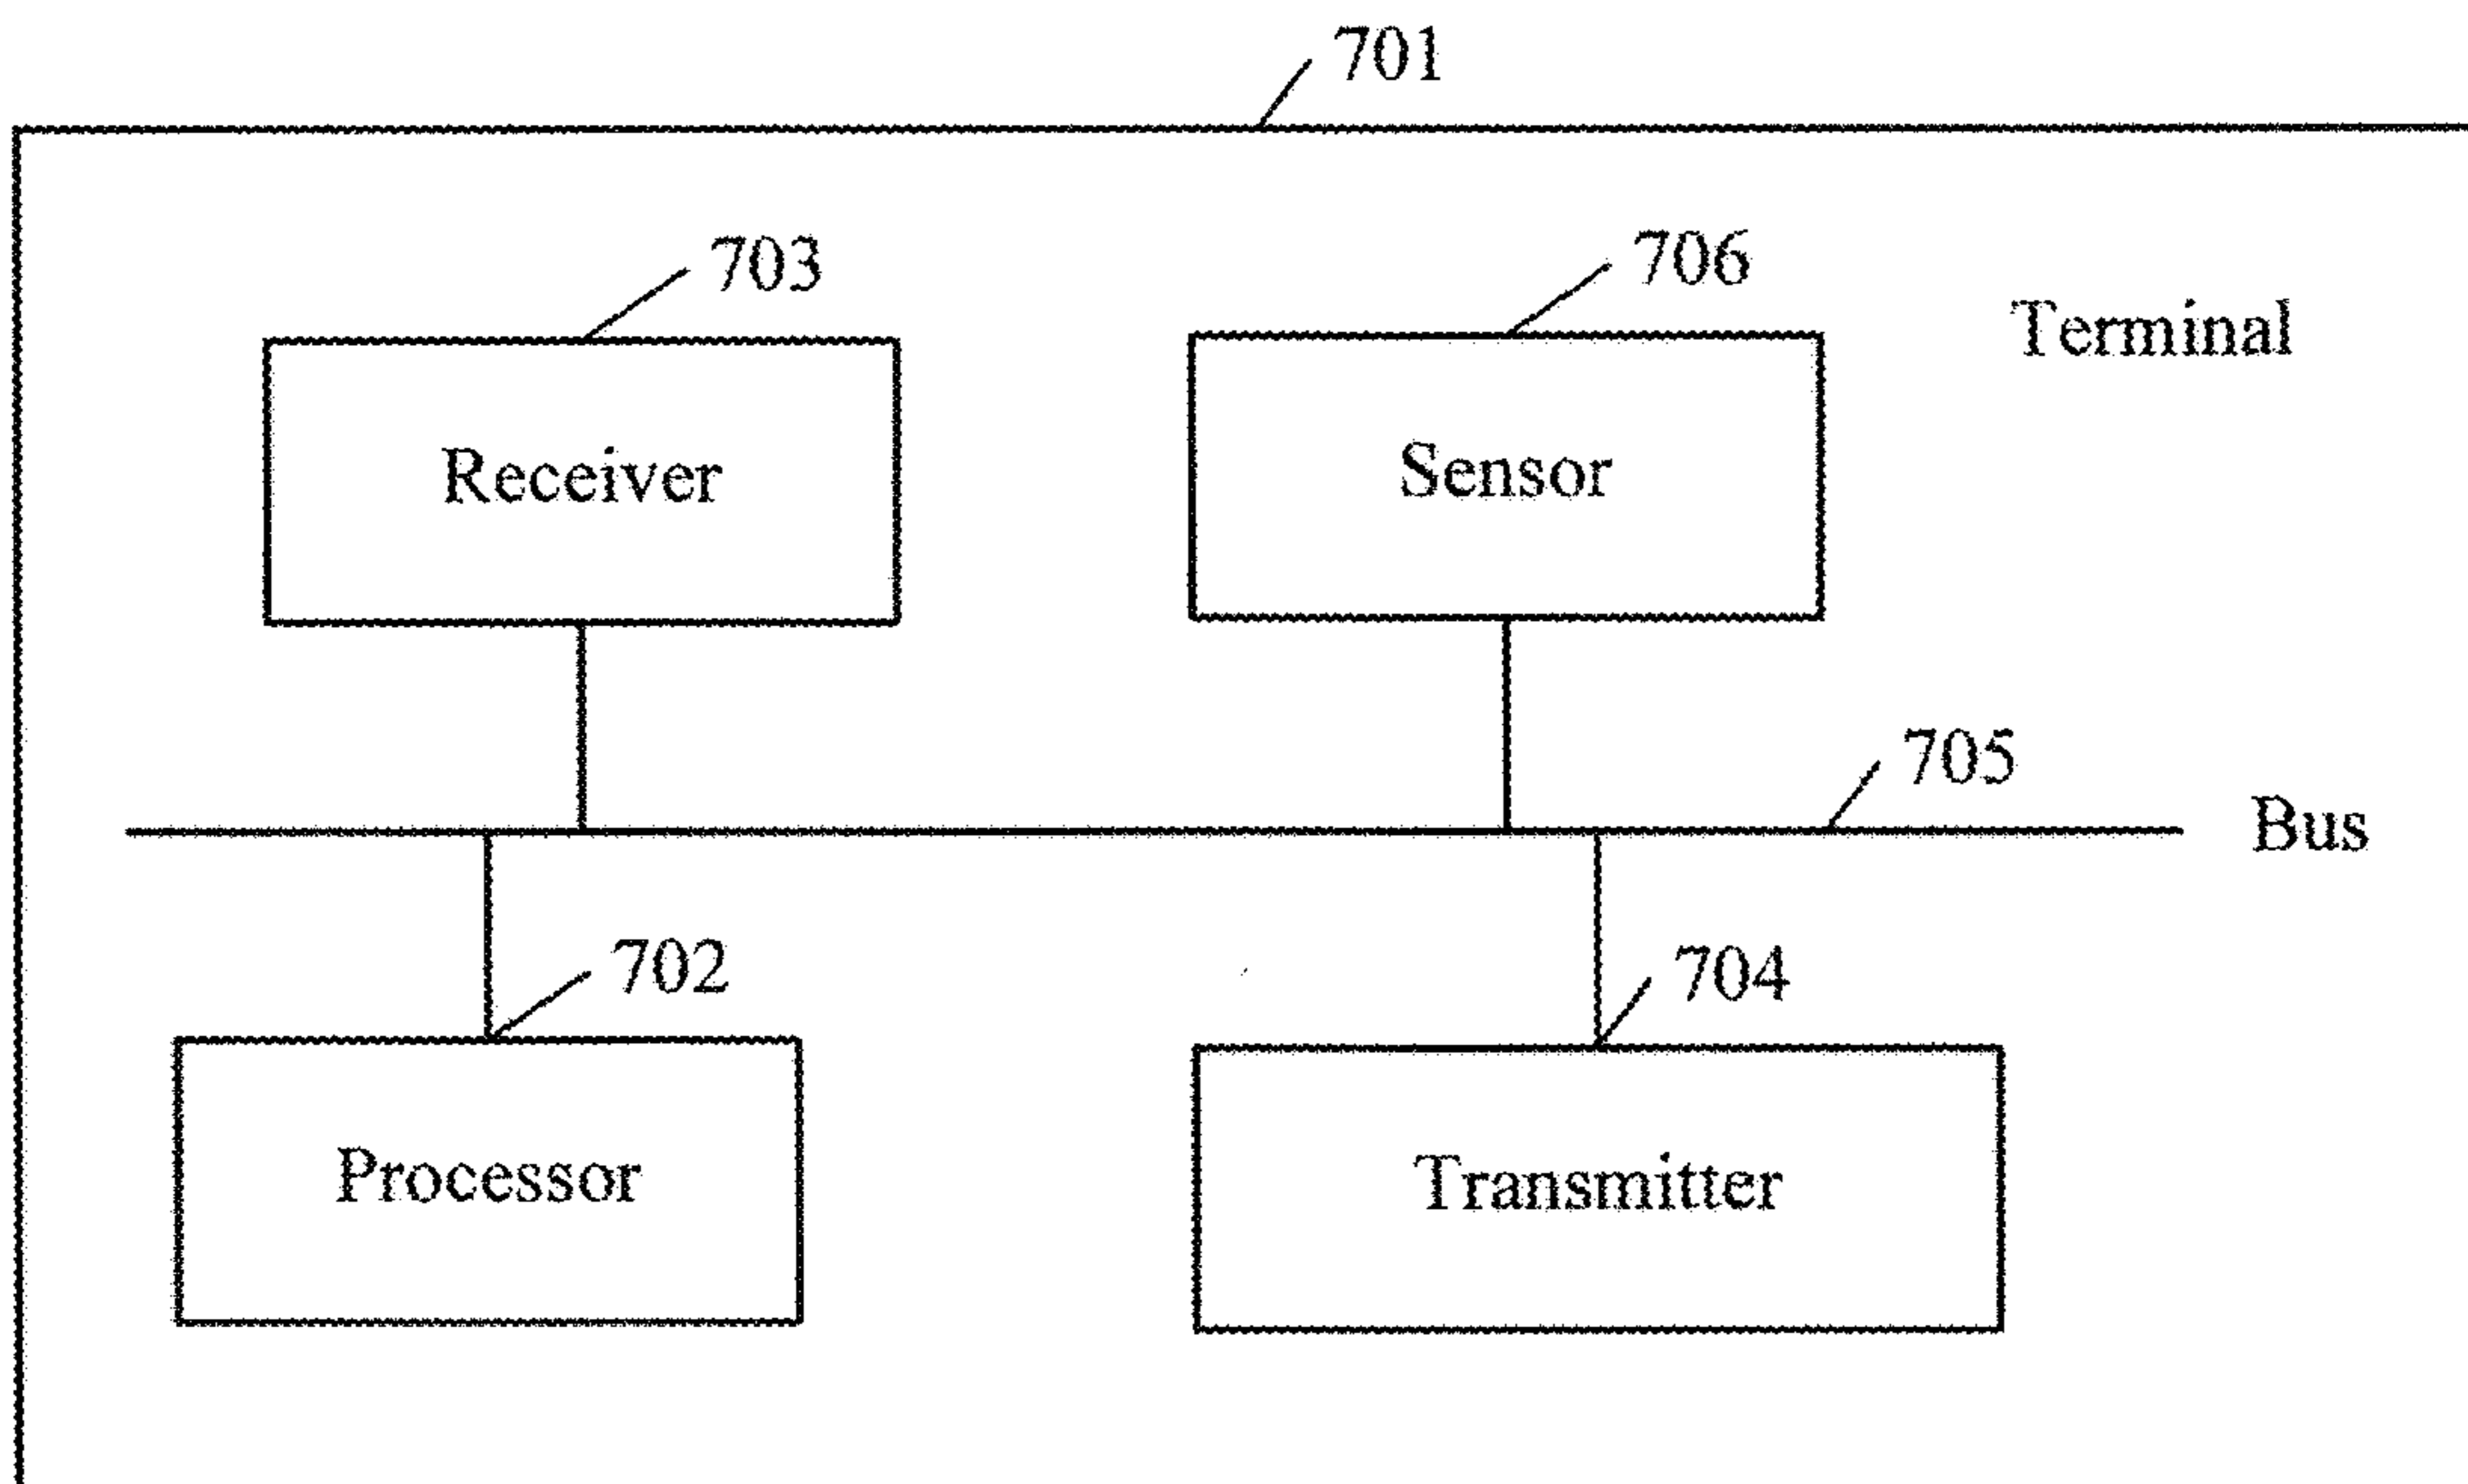 701
703
706
Terminal
Receiver
Sensor
705
Bus
702
704
Processor
Transmitter